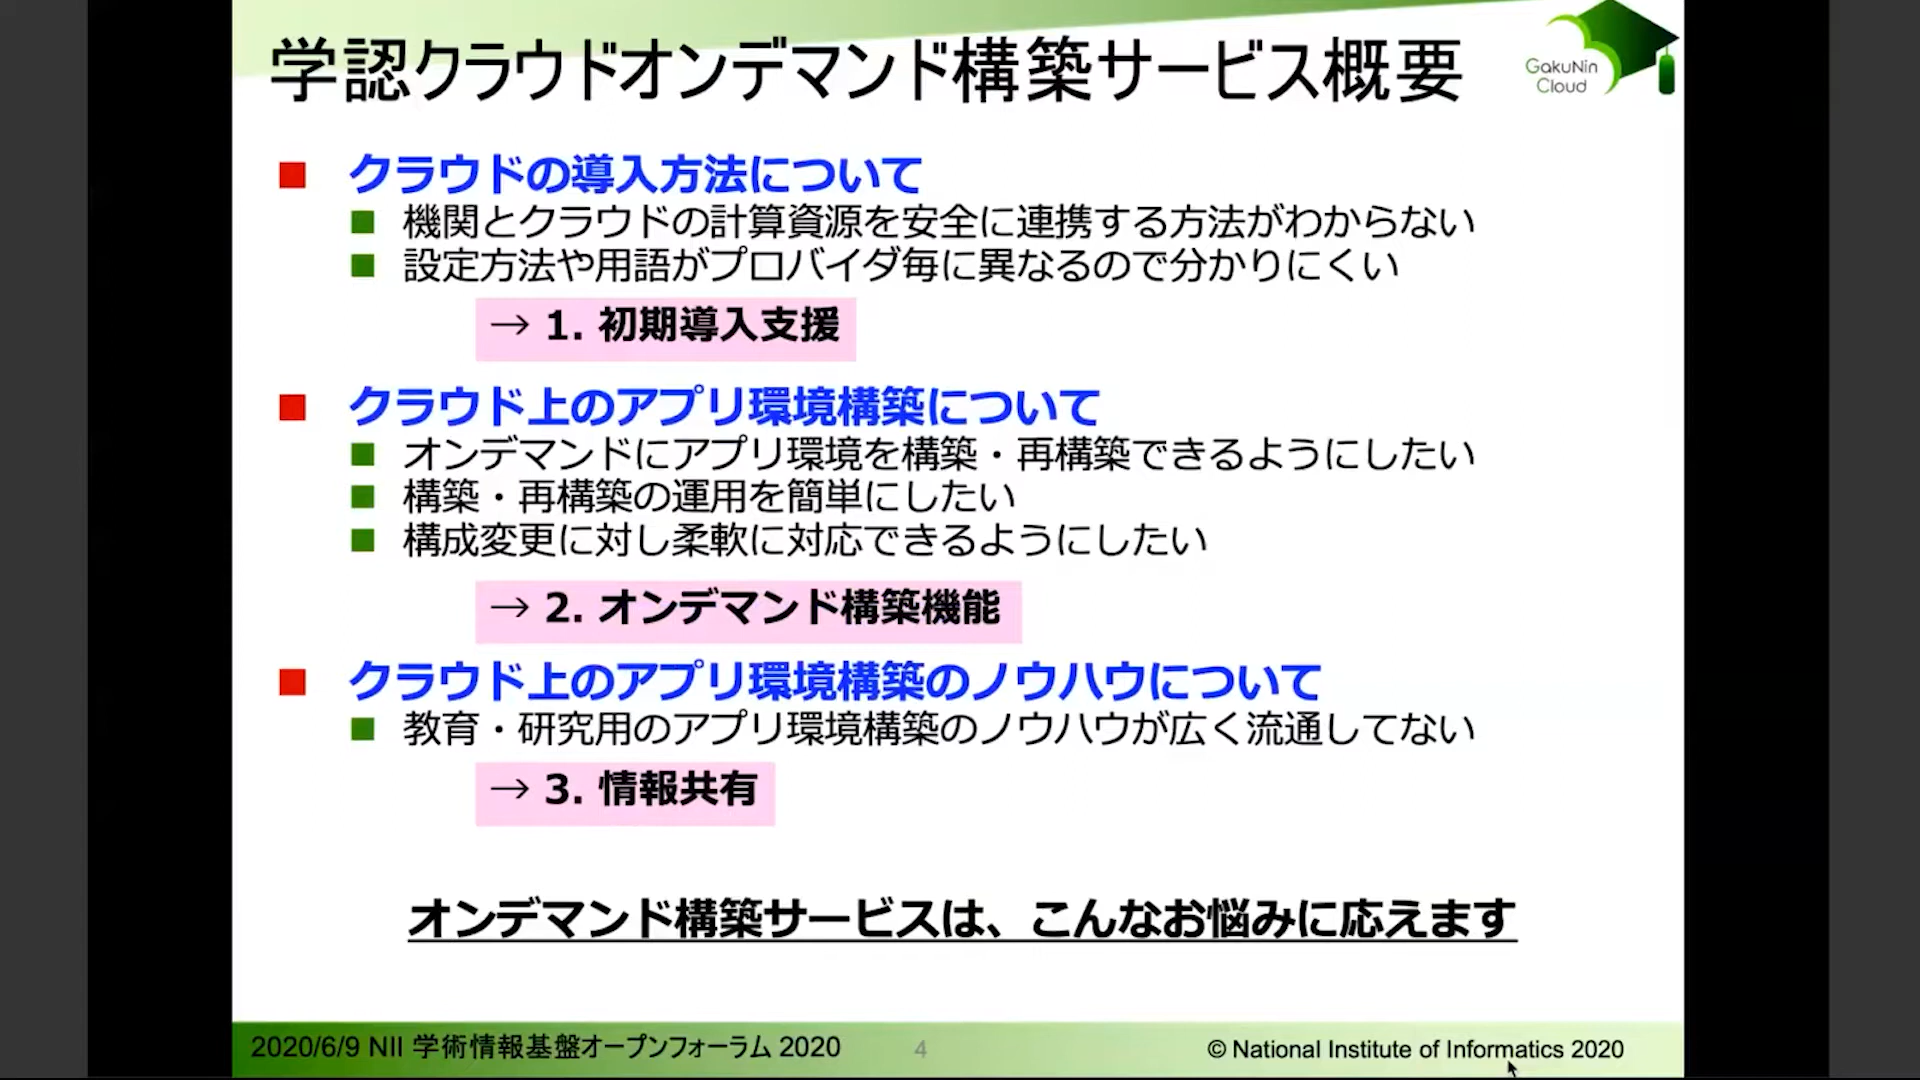 学認クラウドオンデマンド構築サービス概要
GakuNin
Cloud
クラウドの導入方法について
機関とクラウドの計算資源を安全に連携する方法がわからない
設定方法や用語がプロバイダ毎に異なるので分かりにくい
→ 1. 初期導入支援
クラウド上のアプリ環境構築について
オンデマンドにアプリ環境を構築・再構築できるようにしたい
構築・再構築の運用を簡単にしたい
構成変更に対し柔軟に対応できるようにしたい
→ 2. オンデマンド構築機能
クラウド上のアプリ環境構築のノウハウについて
教育・研究用のアプリ環境構築のノウハウが広く流通してない
→ 3. 情報共有
オンデマンド構築サービスは、こんなお悩みに応えます
2020/6/9 NII 学術情報基盤オープンフォーラム 2020
4
© National Institute of Informatics 2020